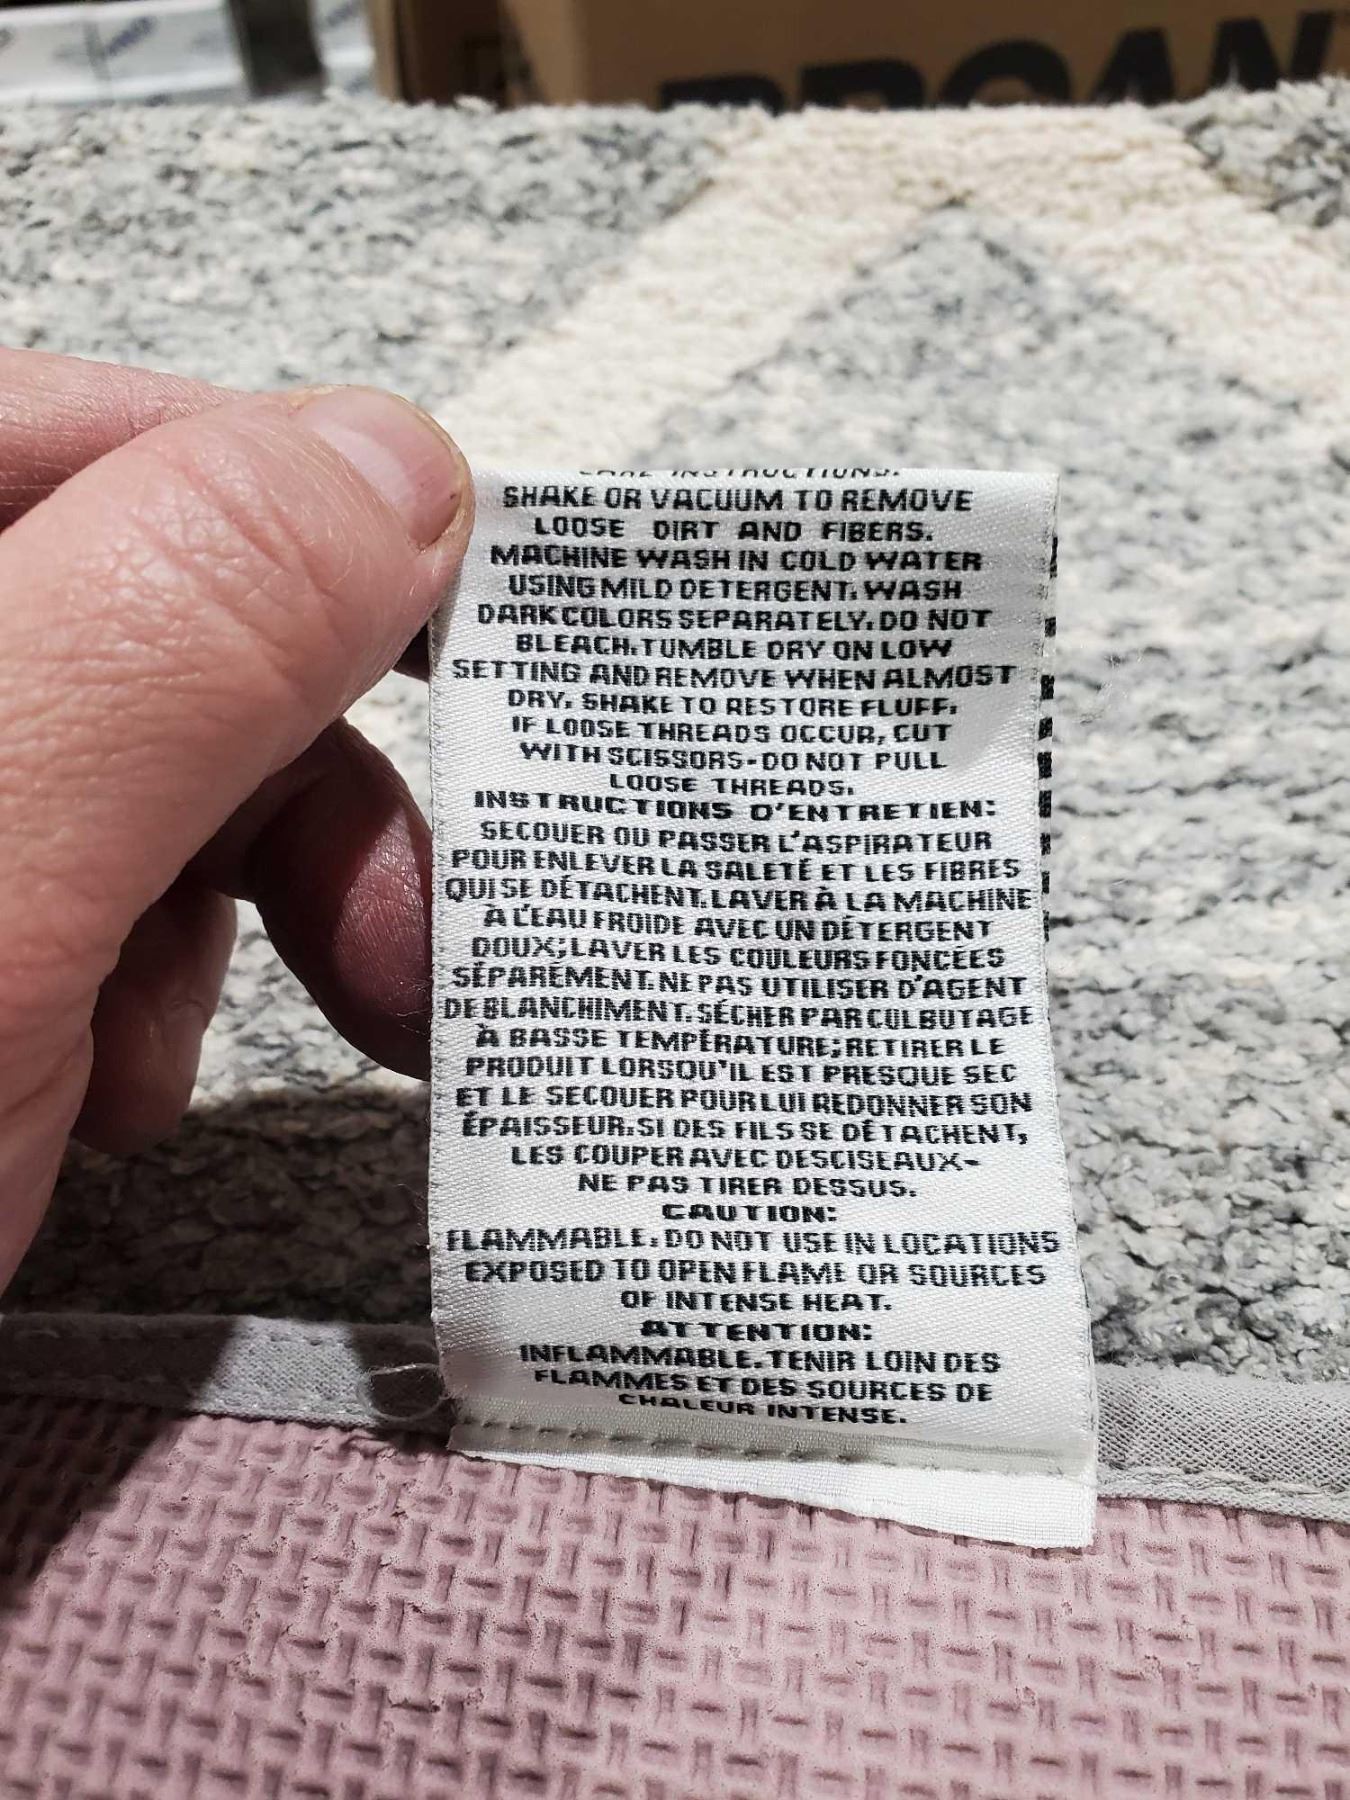 CARE INSTRUCTIONS:
SHAKE OR VACUUM TO REMOVE
LOOSE DIRT AND FIBERS.
MACHINE WASH IN COLD WATER
USING MILD DETERGENT. WASH
DARK COLORS SEPARATELY. DO NOT
BLEACH. TUMBLE DRY ON LOW
SETTING AND REMOVE WHEN ALMOST
DRY. SHAKE TO RESTORE FLUFF.
IF LOOSE THREADS OCCUR, CUT
WITH SCISSORS-DO NOT PULL
LOOSE THREADS.
INSTRUCTIONS D'ENTRETIEN:
SECOUER OU PASSER L'ASPIRATEUR
POUR ENLEVER LA SALETÉ ET LES FIBRES
QUI SE DÉTACHENT. LAVER À LA MACHINE
À L'EAU FROIDE AVEC UN DÉTERGENT
DOUX; LAVER LES COULEURS FONCÉES
SÉPARÉMENT. NE PAS UTILISER D'AGENT
DE BLANCHIMENT. SÉCHER PAR CULBUTAGE
À BASSE TEMPÉRATURE; RETIRER LE
PRODUIT LORSQU'IL EST PRESQUE SEC
ET LE SECOUER POUR LUI REDONNER SON
ÉPAISSEUR. SI DES FILS SE DÉTACHENT,
LES COUPER AVEC DES CISEAUX-
NE PAS TIRER DESSUS.
CAUTION:
FLAMMABLE. DO NOT USE IN LOCATIONS
EXPOSED TO OPEN FLAME OR SOURCES
OF INTENSE HEAT.
ATTENTION:
INFLAMMABLE. TENIR LOIN DES
FLAMMES ET DES SOURCES DE
CHALEUR INTENSE.